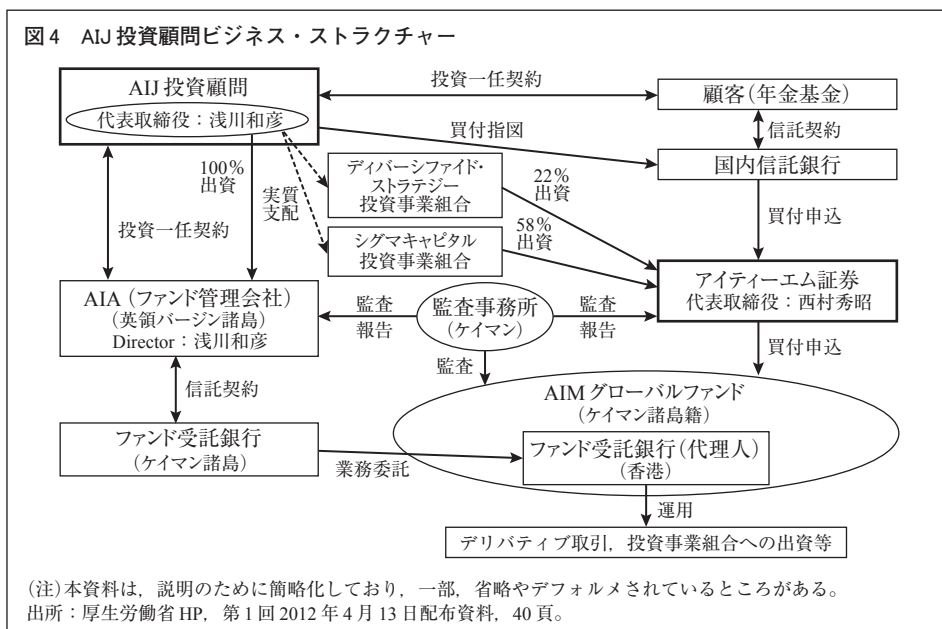 図4　AIJ投資顧問ビジネス・ストラクチャー
AIJ投資顧問
代表取締役：浅川和彦
投資一任契約
顧客（年金基金）
信託契約
買付指図
国内信託銀行
100%
出資
実質
支配
ディバーシファイド・
ストラテジー
投資事業組合
22%
出資
買付申込
投資一任契約
シグマキャピタル
投資事業組合
58%
出資
アイティーエム証券
代表取締役：西村秀昭
AIA（ファンド管理会社）
（英領バージン諸島）
Director：浅川和彦
監査
報告
監査事務所
（ケイマン）
監査
報告
買付申込
監査
信託契約
AIMグローバルファンド
（ケイマン諸島籍）
ファンド受託銀行
（ケイマン諸島）
業務委託
ファンド受託銀行（代理人）
（香港）
運用
デリバティブ取引，投資事業組合への出資等
（注）本資料は，説明のために簡略化しており，一部，省略やデフォルメされているところがある。
出所：厚生労働省HP，第1回2012年4月13日配布資料，40頁。